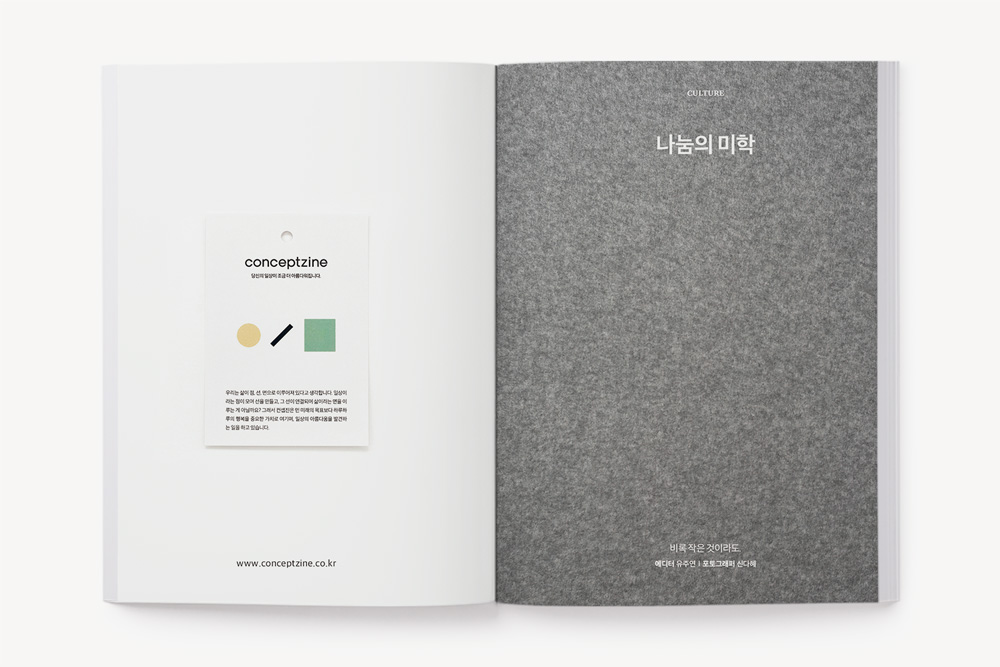 conceptzine
당신의 일상이 조금 더 아름다워집니다.
우리는 삶이 점, 선, 면으로 이루어져 있다고 생각합니다. 일상이
라는 점이 모여 선을 만들고, 그 선이 연결되어 삶이라는 면을 이
루는 게 아닐까요? 그래서 컨셉진은 먼 미래의 목표보다 하루하
루의 행복을 중요한 가치로 여기며, 일상의 아름다움을 발견하
는 일을 하고 있습니다.
www.conceptzine.co.kr
CULTURE
나눔의 미학
비록 작은 것이라도
에디터 유주연 I 포토그래퍼 신다혜